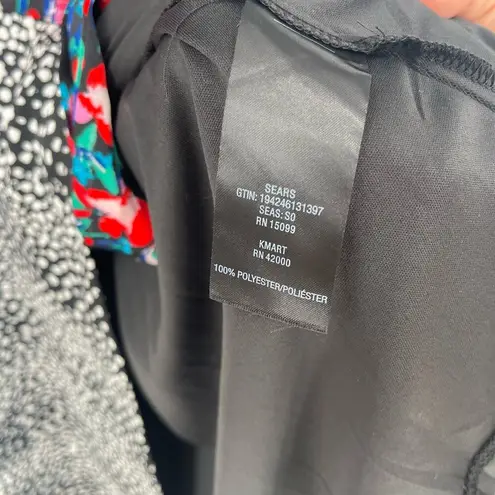 SEARS
GTIN: 194246131397
SEAS: S0
RN 15099
KMART
RN 42000
100% POLYESTER/POLIÉSTER